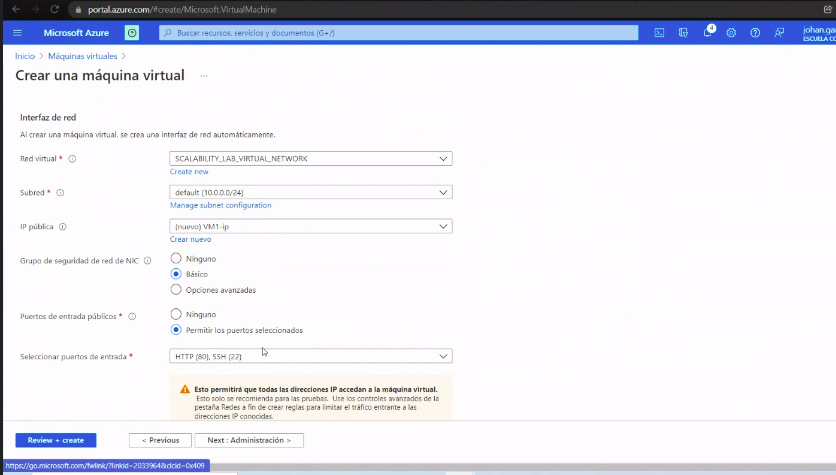 portal.azure.com/#create/Microsoft.VirtualMachine
Microsoft Azure
Buscar recursos, servicios y documentos (G+/)
4
johan.ga
ESCUELA CO
Inicio > Máquinas virtuales >
Crear una máquina virtual ...
Interfaz de red
Al crear una máquina virtual, se crea una interfaz de red automáticamente.
Red virtual *
SCALABILITY_LAB_VIRTUAL_NETWORK
Create new
Subred *
default (10.0.0.0/24)
Manage subnet configuration
IP pública
(nuevo) VM1-ip
Crear nuevo
Grupo de seguridad de red de NIC
Ninguno
Básico
Opciones avanzadas
Puertos de entrada públicos *
Ninguno
Permitir los puertos seleccionados
Seleccionar puertos de entrada *
HTTP (80), SSH (22)
Esto permitirá que todas las direcciones IP accedan a la máquina virtual.
Esto solo se recomienda para las pruebas. Use los controles avanzados de la
pestaña Redes a fin de crear reglas para limitar el tráfico entrante a las
direcciones IP conocidas.
Review + create
< Previous
Next : Administración >
https://go.microsoft.com/fwlink/?linkid=2033964&clcid=0x409